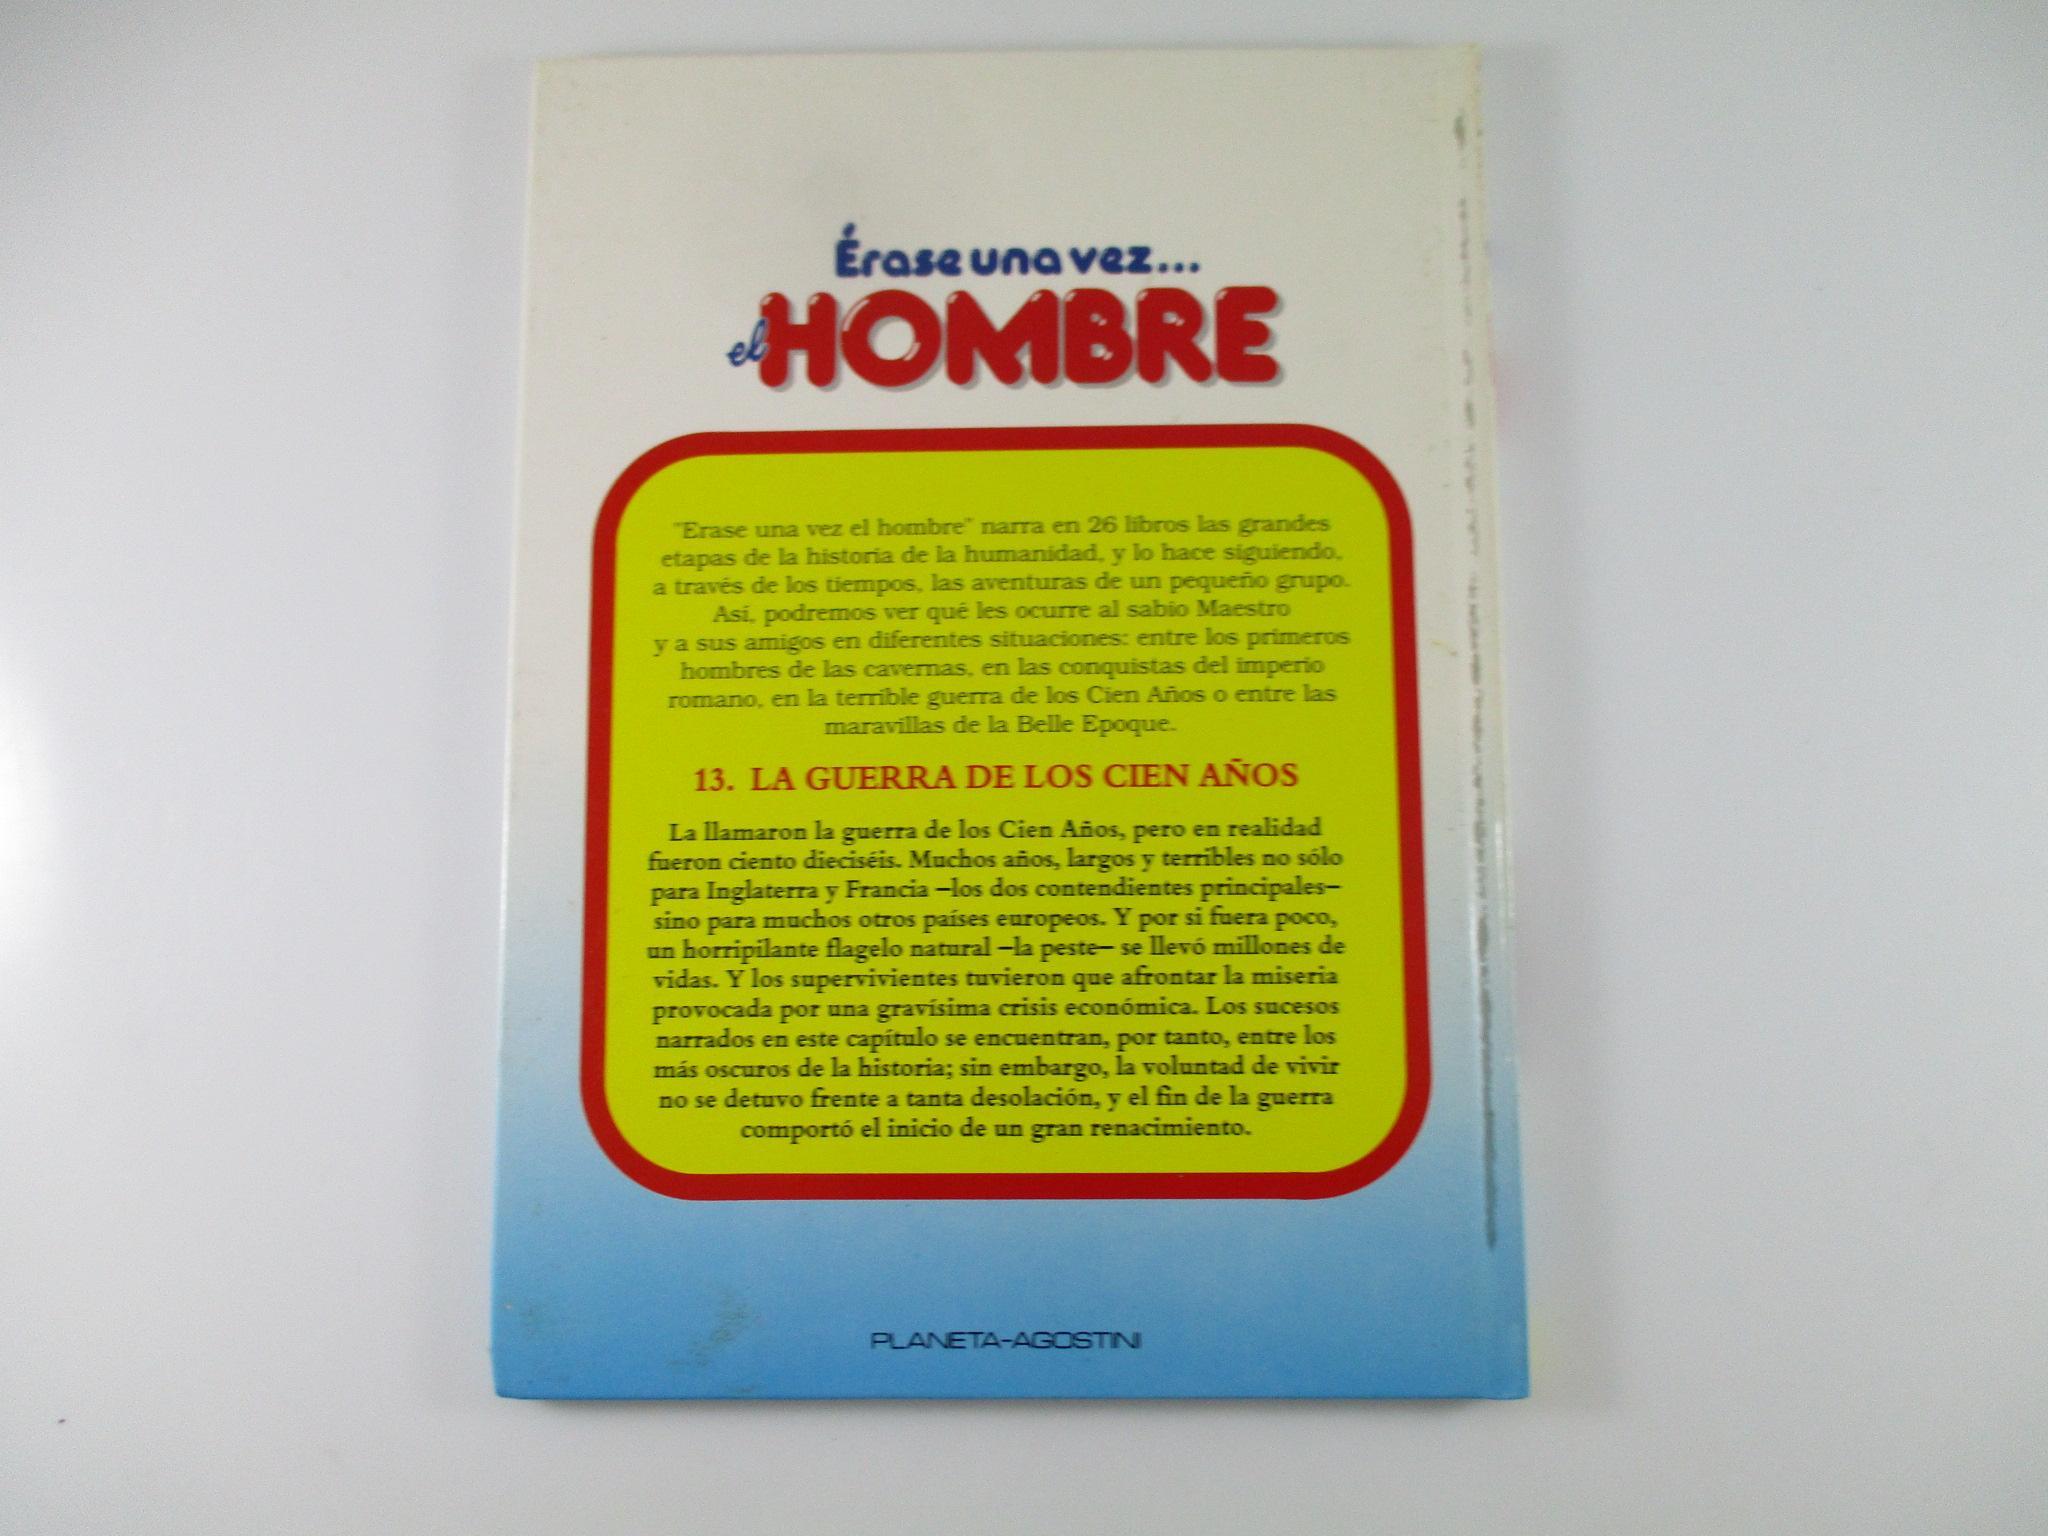 Érase una vez...
el HOMBRE
"Erase una vez el hombre" narra en 26 libros las grandes
etapas de la historia de la humanidad, y lo hace siguiendo,
a través de los tiempos, las aventuras de un pequeño grupo.
Así, podremos ver qué les ocurre al sabio Maestro
y a sus amigos en diferentes situaciones: entre los primeros
hombres de las cavernas, en las conquistas del imperio
romano, en la terrible guerra de los Cien Años o entre las
maravillas de la Belle Epoque.
13. LA GUERRA DE LOS CIEN AÑOS
La llamaron la guerra de los Cien Años, pero en realidad
fueron ciento dieciséis. Muchos años, largos y terribles no sólo
para Inglaterra y Francia –los dos contendientes principales–
sino para muchos otros países europeos. Y por si fuera poco,
un horripilante flagelo natural –la peste– se llevó millones de
vidas. Y los supervivientes tuvieron que afrontar la miseria
provocada por una gravísima crisis económica. Los sucesos
narrados en este capítulo se encuentran, por tanto, entre los
más oscuros de la historia; sin embargo, la voluntad de vivir
no se detuvo frente a tanta desolación, y el fin de la guerra
comportó el inicio de un gran renacimiento.
PLANETA-AGOSTINI